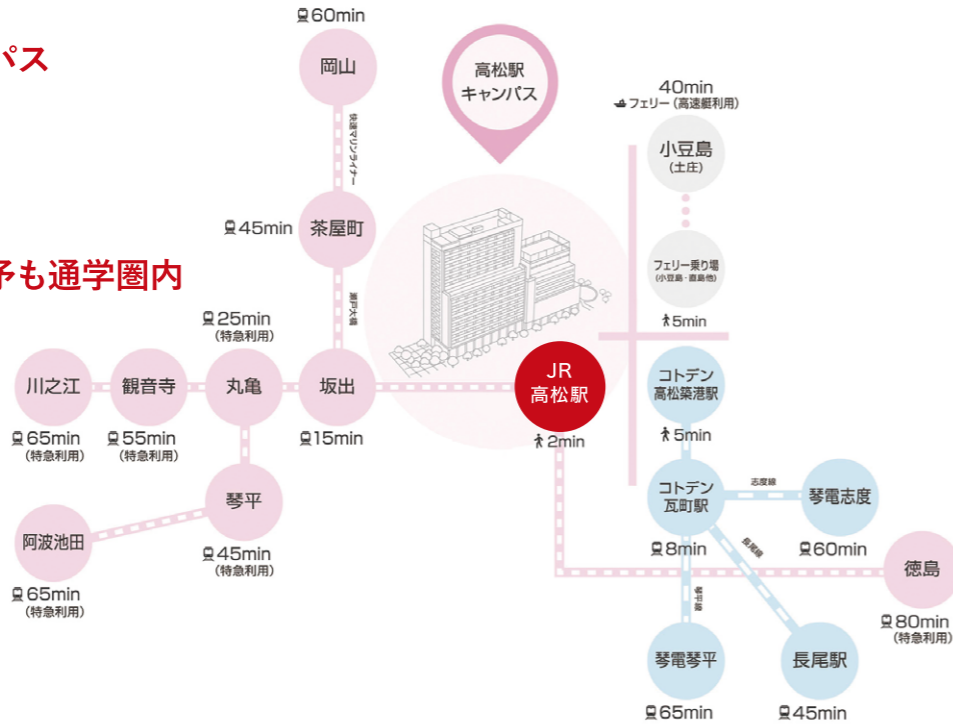 パス
予も通学圏内
60min
岡山
快速マリンライナー
45min
茶屋町
瀬戸大橋
高松駅
キャンパス
40min
フェリー(高速艇利用)
小豆島
(土庄)
フェリー乗り場
(小豆島・直島他)
5min
25min
(特急利用)
川之江
65min
(特急利用)
観音寺
55min
(特急利用)
丸亀
坂出
15min
JR
高松駅
2min
コトデン
高松築港駅
5min
琴平
45min
(特急利用)
阿波池田
65min
(特急利用)
コトデン
瓦町駅
8min
志度線
琴電志度
60min
長尾線
琴平線
徳島
80min
(特急利用)
琴電琴平
65min
長尾駅
45min